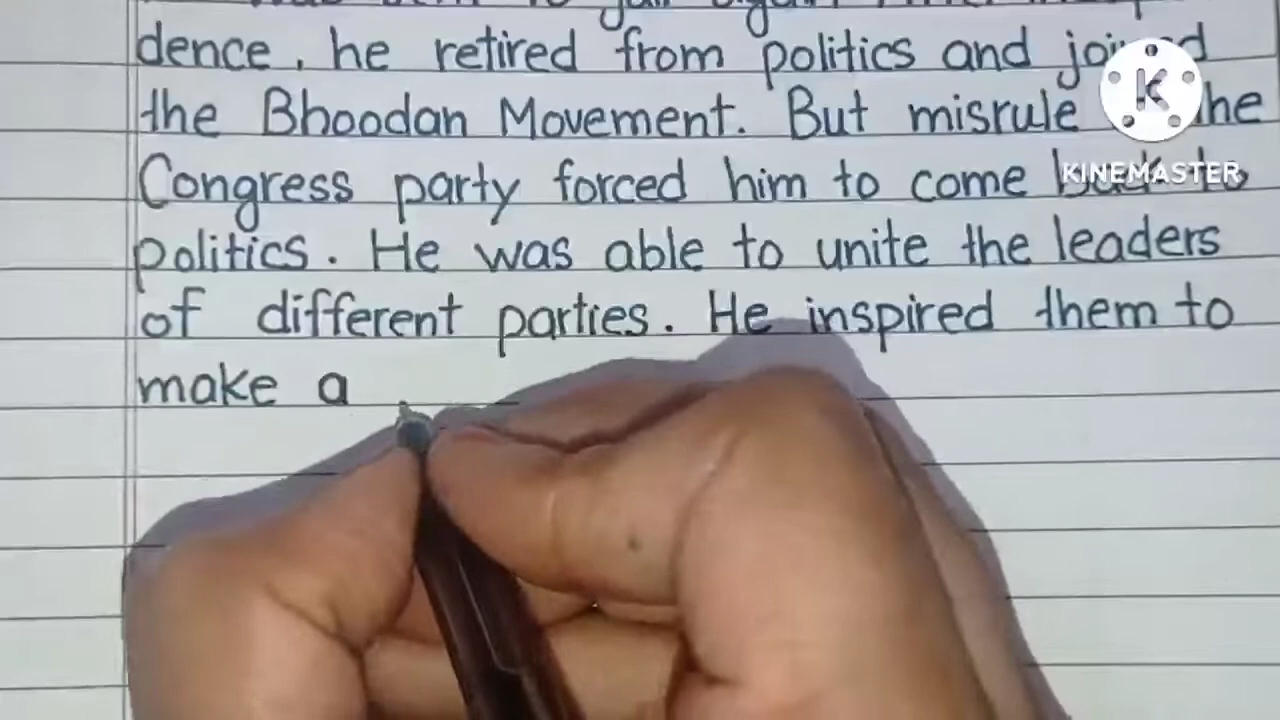 dence, he retired from politics and joined
the Bhoodan Movement. But misrule the
Congress party forced him to come back to
politics. He was able to unite the leaders
of different parties. He inspired them to
make a
K
KINEMASTER